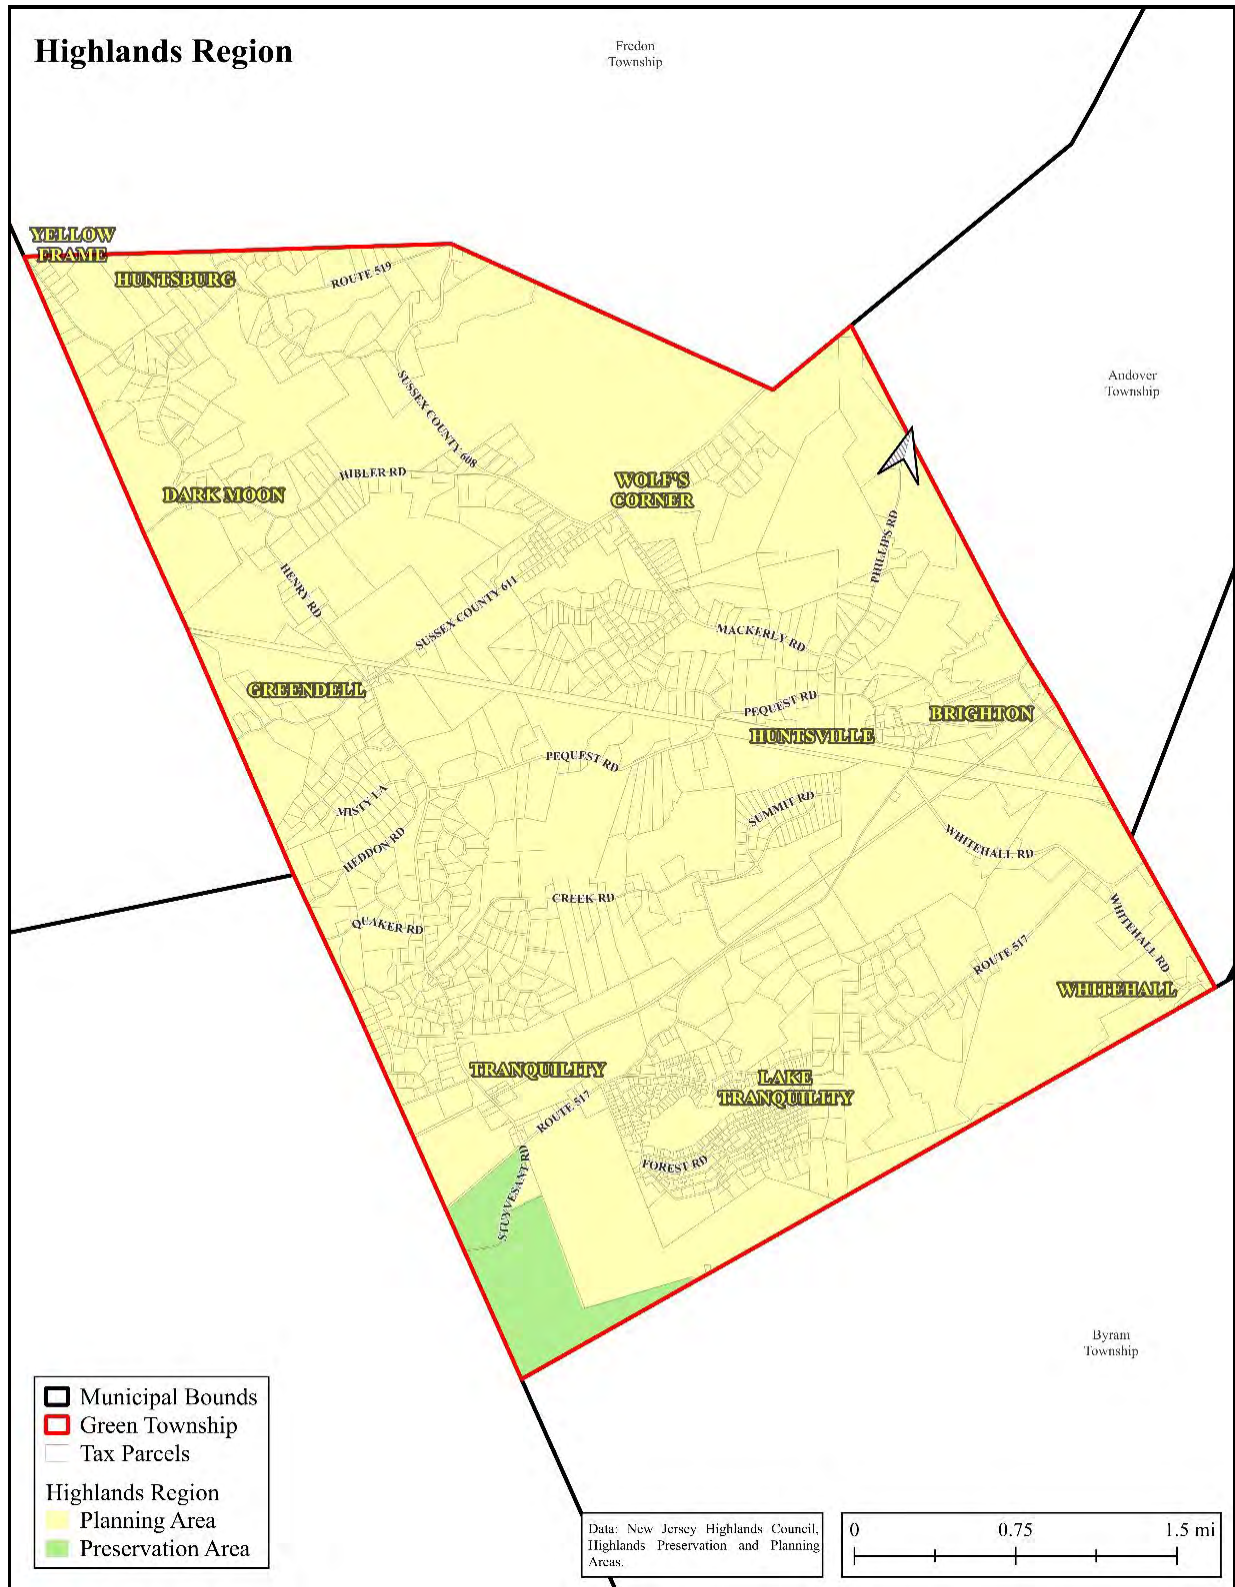 Highlands Region
Fredon
Township
YELLOW
FRAME
HUNTSBURG
ROUTE 519
Andover
Township
SUSSEX COUNTY 608
HIBLER RD
WOLF'S
CORNER
DARK MOON
PHILLIPS RD
HENRY RD
SUSSEX COUNTY 611
MACKERLY RD
GREENDELL
PEQUEST RD
BRIGHTON
HUNTSVILLE
PEQUEST RD
MISTY LA
SUMMIT RD
HEDDON RD
WHITEHALL RD
CREEK RD
QUAKER RD
WHITEHALL RD
ROUTE 517
WHITEHALL
TRANQUILITY
LAKE
TRANQUILITY
ROUTE 517
FOREST RD
STUYVESANT RD
Byram
Township
Municipal Bounds
Green Township
Tax Parcels
Highlands Region
Planning Area
Preservation Area
Data: New Jersey Highlands Council,
Highlands Preservation and Planning
Areas.
0 0.75 1.5 mi